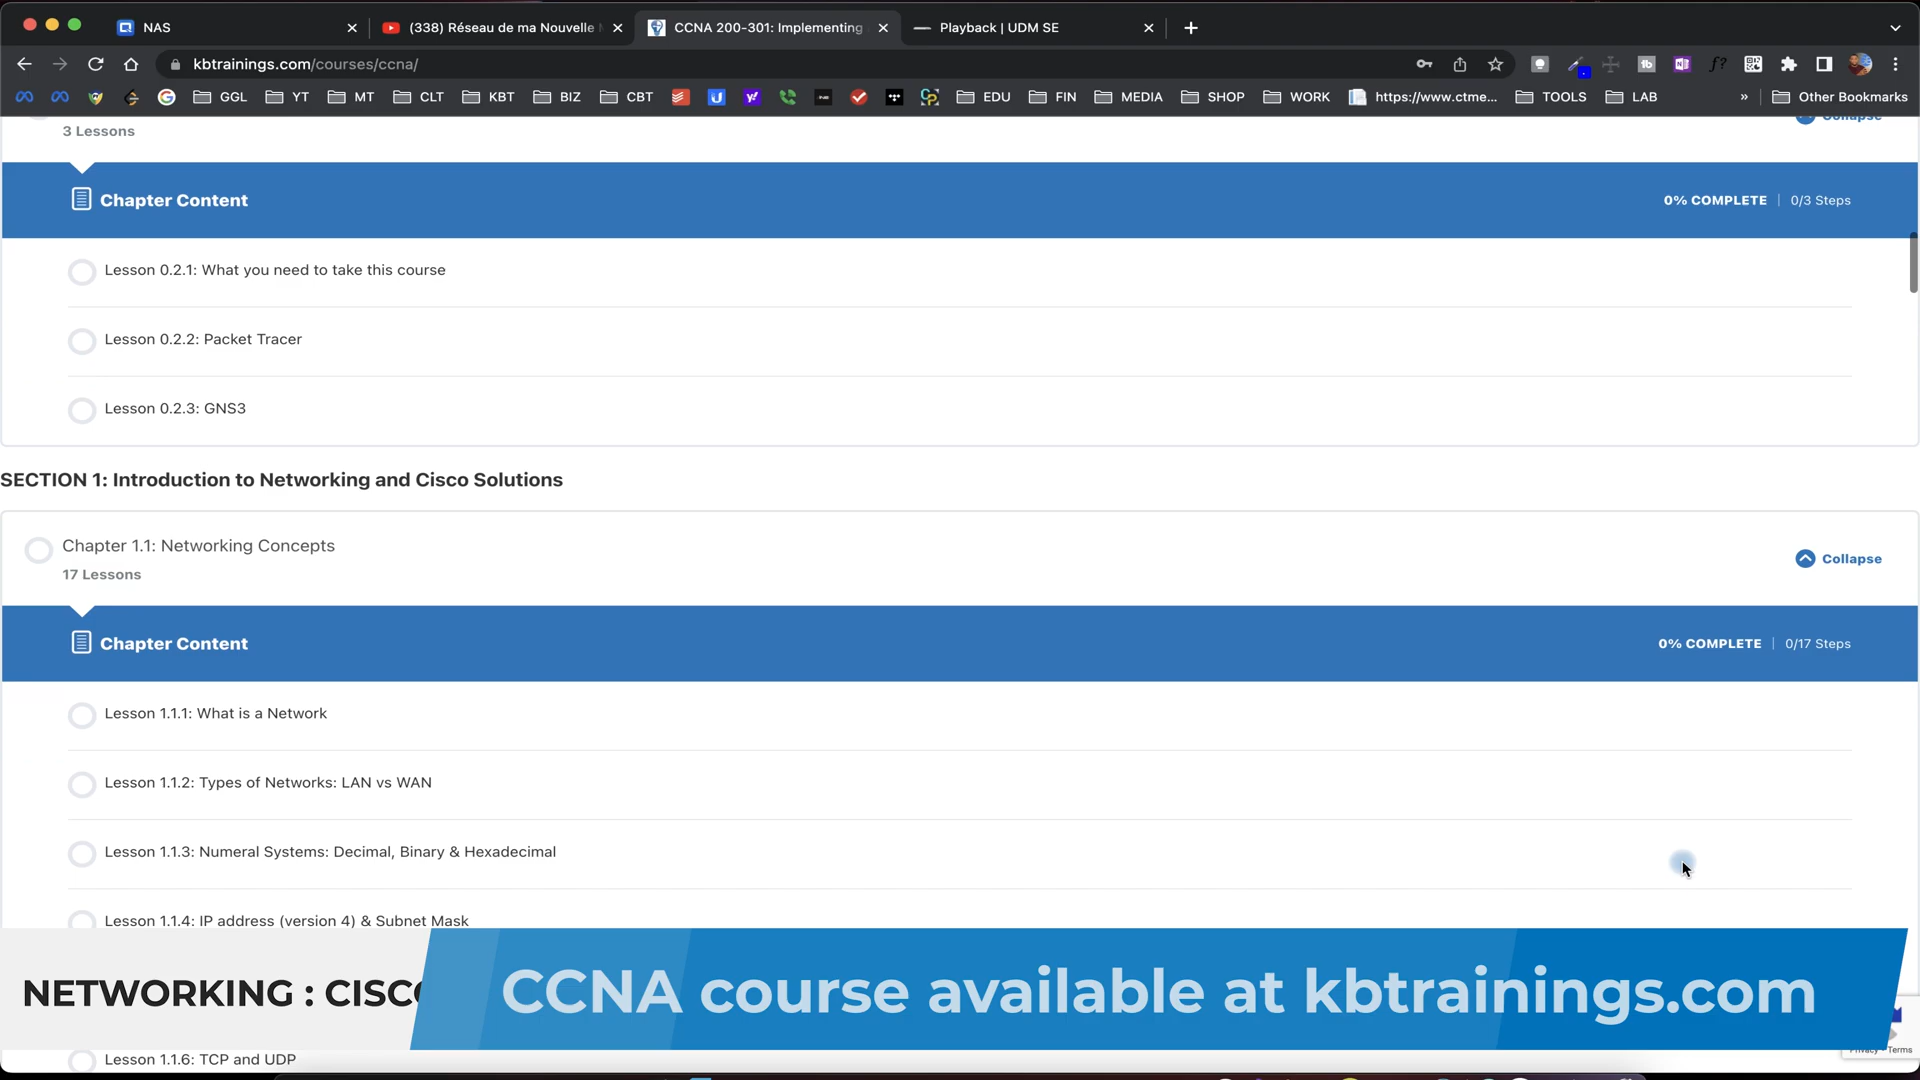 NAS
(338) Réseau de ma Nouvelle
CCNA 200-301: Implementing
Playback | UDM SE
kbtrainings.com/courses/ccna/
GGL
YT
MT
CLT
KBT
BIZ
CBT
EDU
FIN
MEDIA
SHOP
WORK
https://www.ctme...
TOOLS
LAB
»
Other Bookmarks
3 Lessons
Collapse
Chapter Content
0% COMPLETE | 0/3 Steps
Lesson 0.2.1: What you need to take this course
Lesson 0.2.2: Packet Tracer
Lesson 0.2.3: GNS3
SECTION 1: Introduction to Networking and Cisco Solutions
Chapter 1.1: Networking Concepts
17 Lessons
Collapse
Chapter Content
0% COMPLETE | 0/17 Steps
Lesson 1.1.1: What is a Network
Lesson 1.1.2: Types of Networks: LAN vs WAN
Lesson 1.1.3: Numeral Systems: Decimal, Binary & Hexadecimal
Lesson 1.1.4: IP address (version 4) & Subnet Mask
NETWORKING : CISCO
CCNA course available at kbtrainings.com
Lesson 1.1.6: TCP and UDP
Privacy - Terms